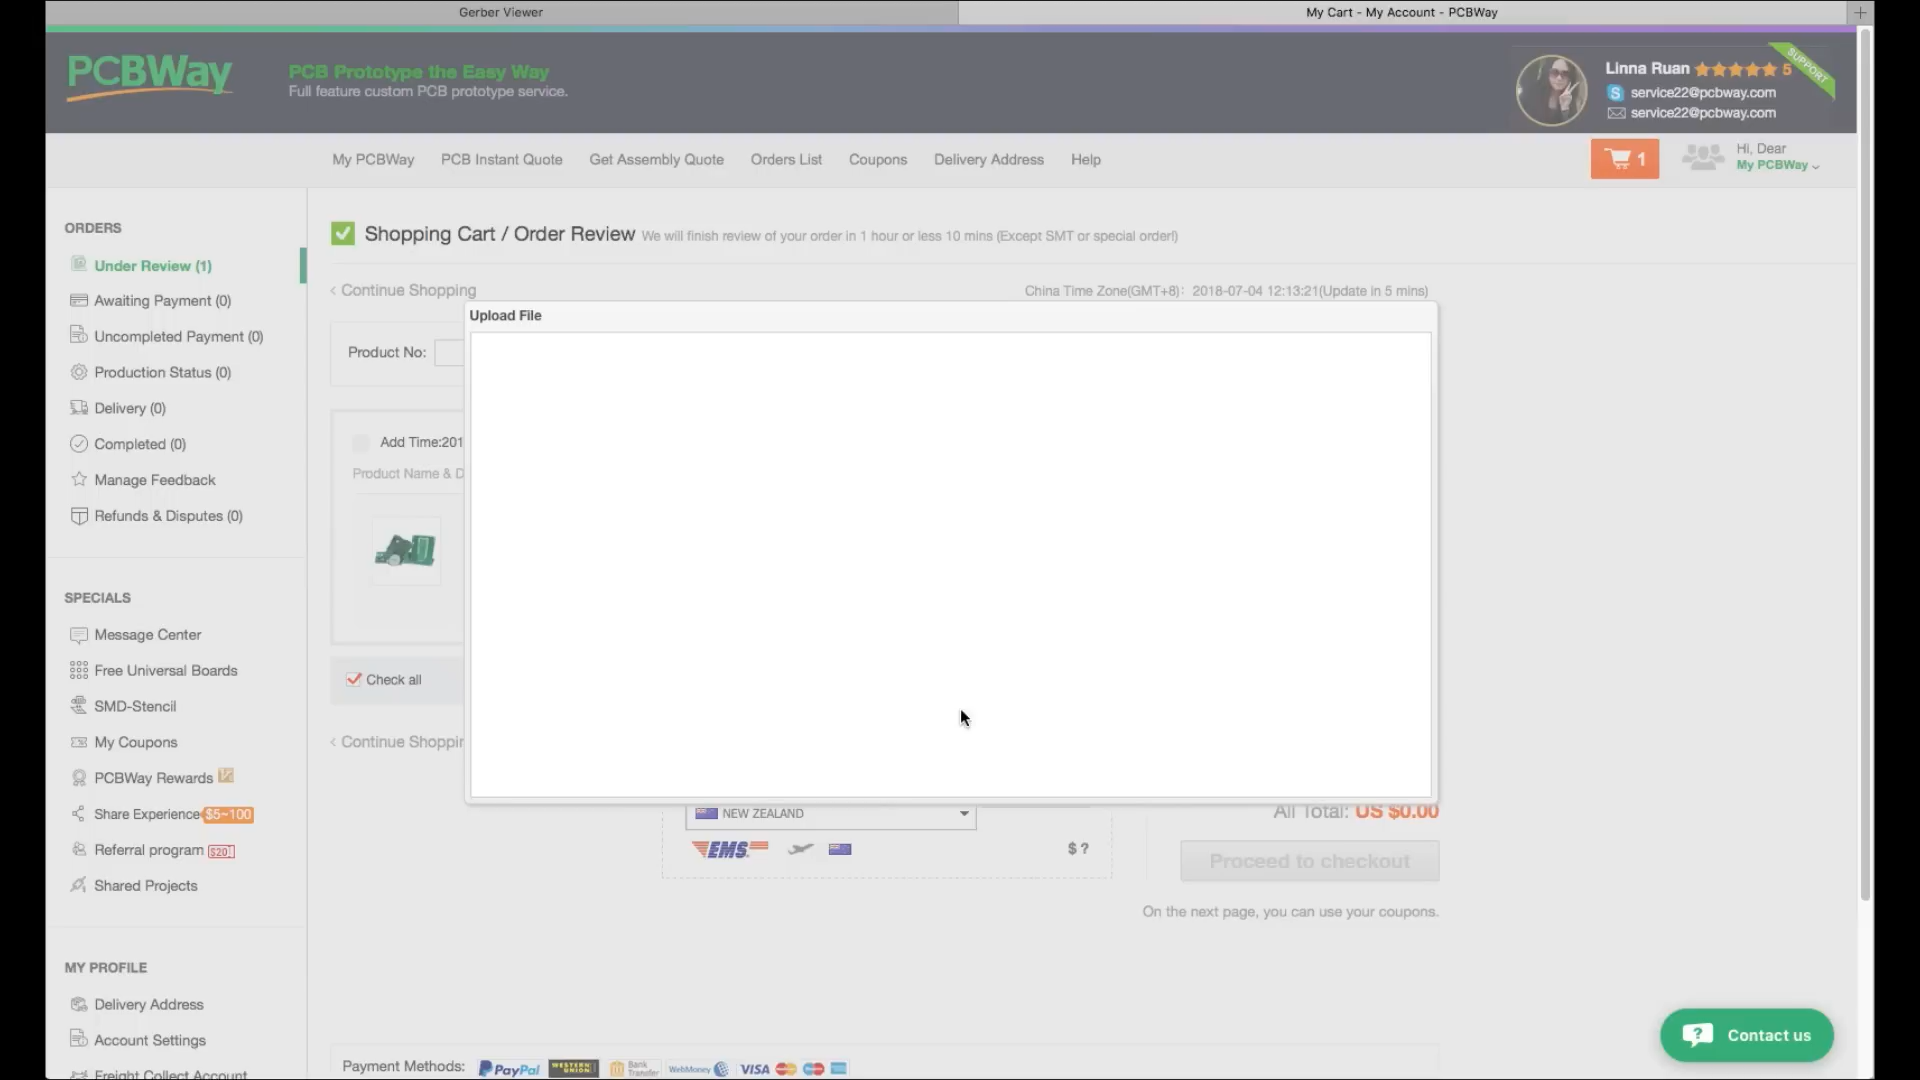 Gerber Viewer
My Cart - My Account - PCBWay
PCBWay
PCB Prototype the Easy Way
Full feature custom PCB prototype service.
Linna Ruan 5
SUPPORT
service22@pcbway.com
service22@pcbway.com
My PCBWay
PCB Instant Quote
Get Assembly Quote
Orders List
Coupons
Delivery Address
Help
1
Hi, Dear
My PCBWay
ORDERS
Under Review (1)
Awaiting Payment (0)
Uncompleted Payment (0)
Production Status (0)
Delivery (0)
Completed (0)
Manage Feedback
Refunds & Disputes (0)
SPECIALS
Message Center
Free Universal Boards
SMD-Stencil
My Coupons
PCBWay Rewards
Share Experience $5~100
Referral program $20
Shared Projects
MY PROFILE
Delivery Address
Account Settings
Freight Collect Account
Shopping Cart / Order Review We will finish review of your order in 1 hour or less 10 mins (Except SMT or special order!)
< Continue Shopping
China Time Zone(GMT+8): 2018-07-04 12:13:21(Update in 5 mins)
Upload File
Product No:
Add Time:201
Product Name & D
Check all
< Continue Shoppin
NEW ZEALAND
EMS
$ ?
All Total: US $0.00
Proceed to checkout
On the next page, you can use your coupons.
Payment Methods: PayPal WESTERN UNION Bank Transfer WebMoney VISA
Contact us